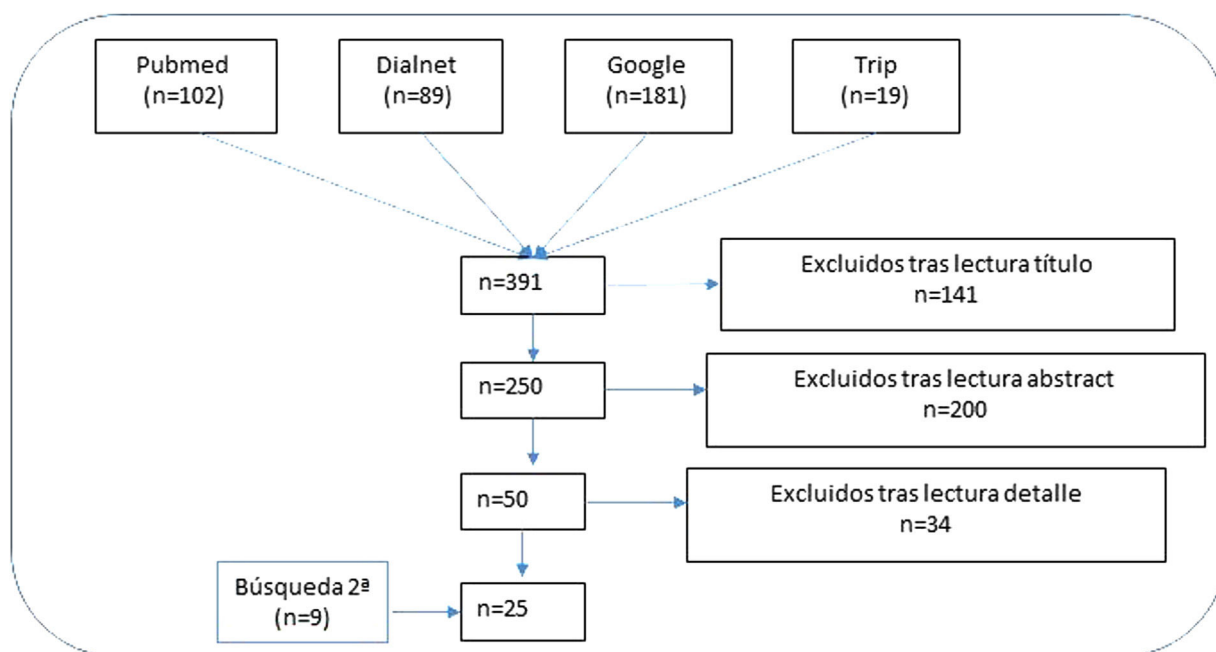 Pubmed
(n=102)
Dialnet
(n=89)
Google
(n=181)
Trip
(n=19)
n=391
Excluidos tras lectura título
n=141
n=250
Excluidos tras lectura abstract
n=200
n=50
Excluidos tras lectura detalle
n=34
Búsqueda 2ª
(n=9)
n=25